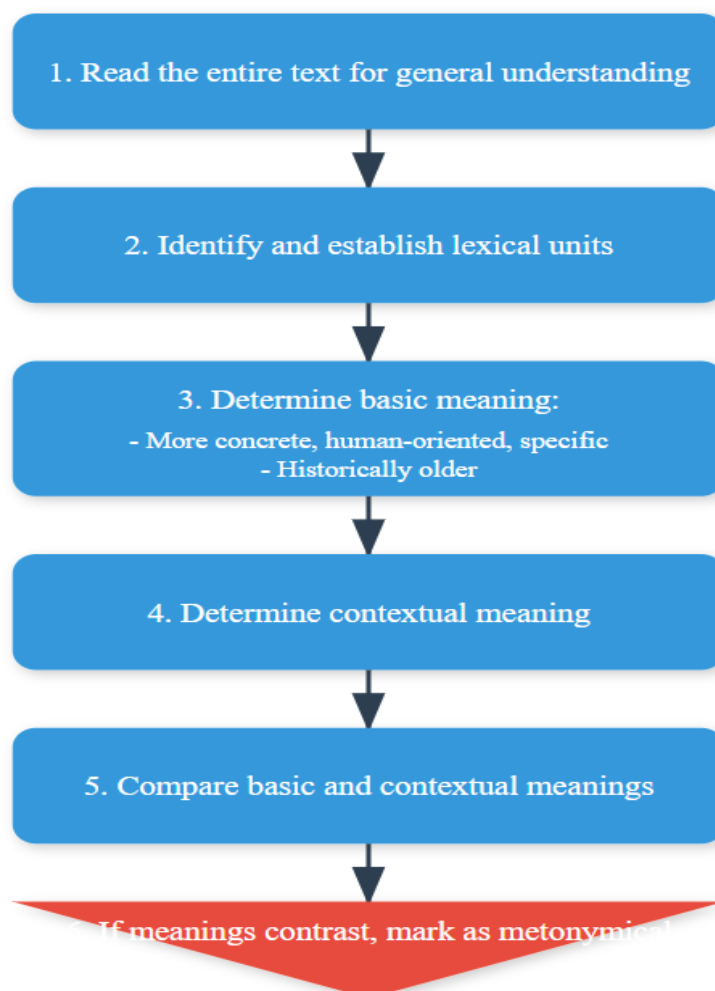 1. Read the entire text for general understanding
2. Identify and establish lexical units
3. Determine basic meaning:
- More concrete, human-oriented, specific
- Historically older
4. Determine contextual meaning
5. Compare basic and contextual meanings
6. If meanings contrast, mark as metonymical